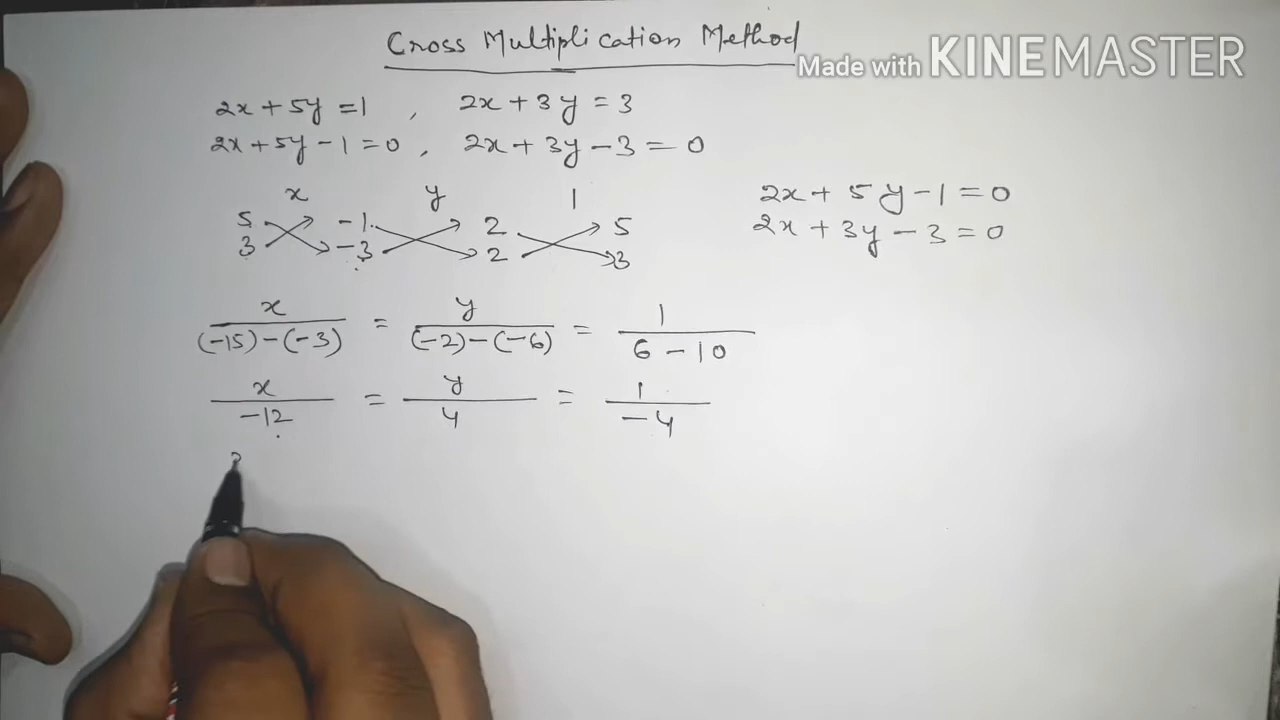 Cross Multiplication Method
Made with KINEMASTER
2x + 5y = 1 , 2x + 3y = 3
2x + 5y - 1 = 0 , 2x + 3y - 3 = 0
x y 1
5 -1 2 5
3 -3 2 3
2x + 5y - 1 = 0
2x + 3y - 3 = 0
x y 1
(-15) - (-3) = (-2) - (-6) = 6 - 10
x y 1
-12 = 4 = -4